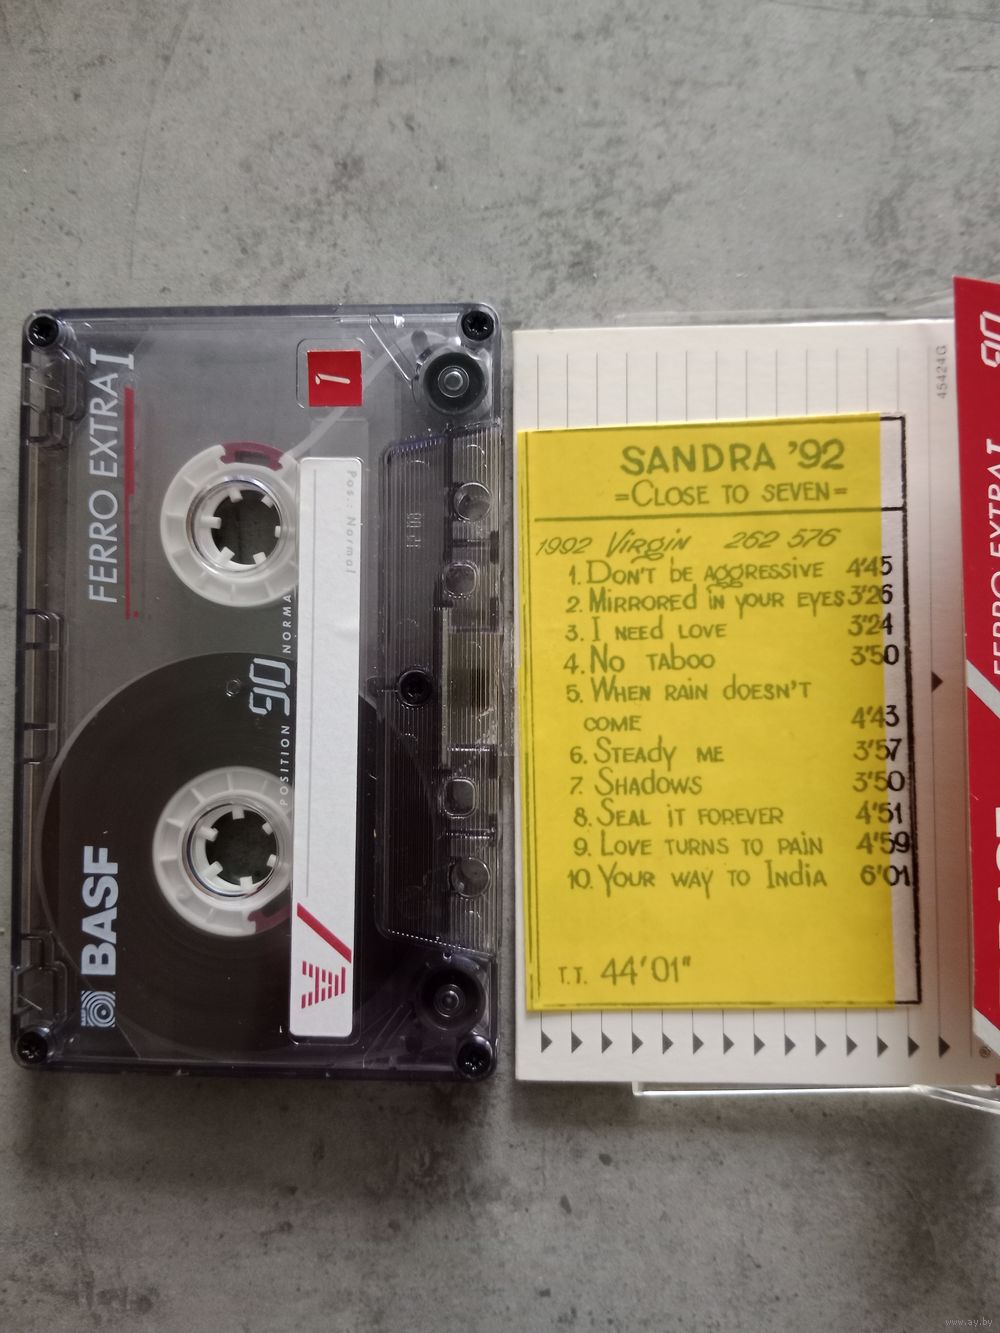 FERRO EXTRA I
1
Pos.: Normal
POSITION 90 NORMAL
BASF
A
SANDRA '92
=CLOSE TO SEVEN=
1992 Virgin 262 576
1. DON'T BE AGGRESSIVE 4'45
2. MIRRORED IN YOUR EYES 3'26
3. I NEED LOVE 3'24
4. NO TABOO 3'50
5. WHEN RAIN DOESN'T
COME 4'43
6. STEADY ME 3'57
7. SHADOWS 3'50
8. SEAL IT FOREVER 4'51
9. LOVE TURNS TO PAIN 4'59
10. YOUR WAY TO INDIA 6'01
T.T. 44'01"
45424G
90
FERRO EXTRA I
www.ay.by